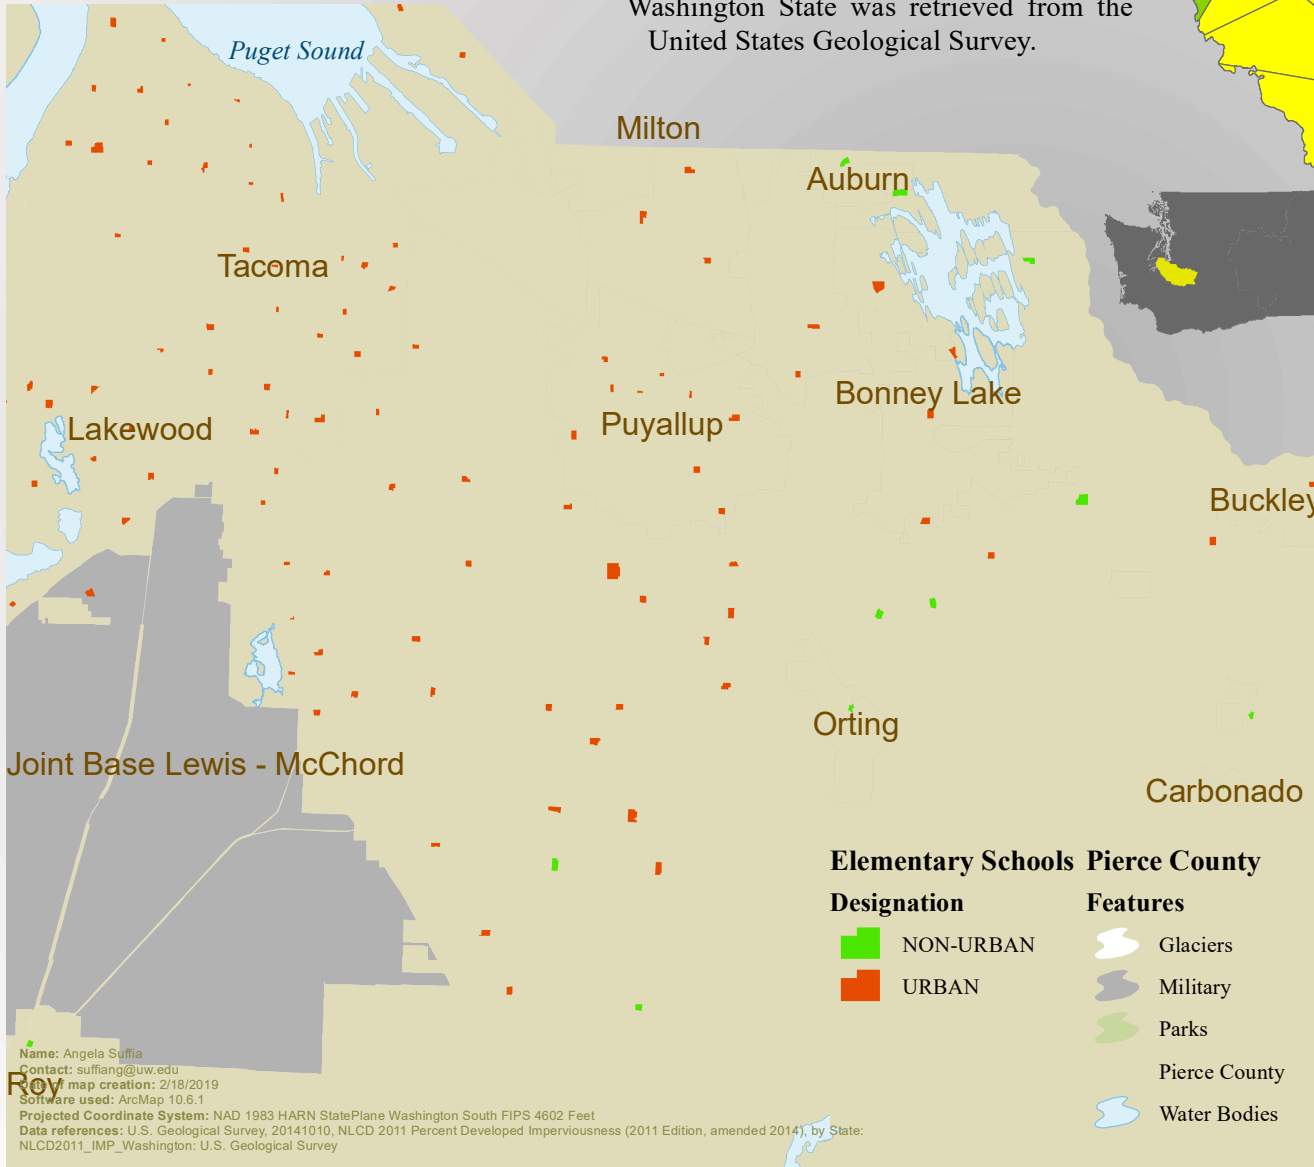 Washington State was retrieved from the
United States Geological Survey.
Puget Sound
Milton
Auburn
Tacoma
Bonney Lake
Puyallup
Lakewood
Buckley
Orting
Joint Base Lewis - McChord
Carbonado
Elementary Schools
Designation
NON-URBAN
URBAN
Pierce County
Features
Glaciers
Military
Parks
Pierce County
Water Bodies
Roy
Name: Angela Suffia
Contact: suffiang@uw.edu
Date of map creation: 2/18/2019
Software used: ArcMap 10.6.1
Projected Coordinate System: NAD 1983 HARN StatePlane Washington South FIPS 4602 Feet
Data references: U.S. Geological Survey, 20141010, NLCD 2011 Percent Developed Imperviousness (2011 Edition, amended 2014), by State:
NLCD2011_IMP_Washington: U.S. Geological Survey